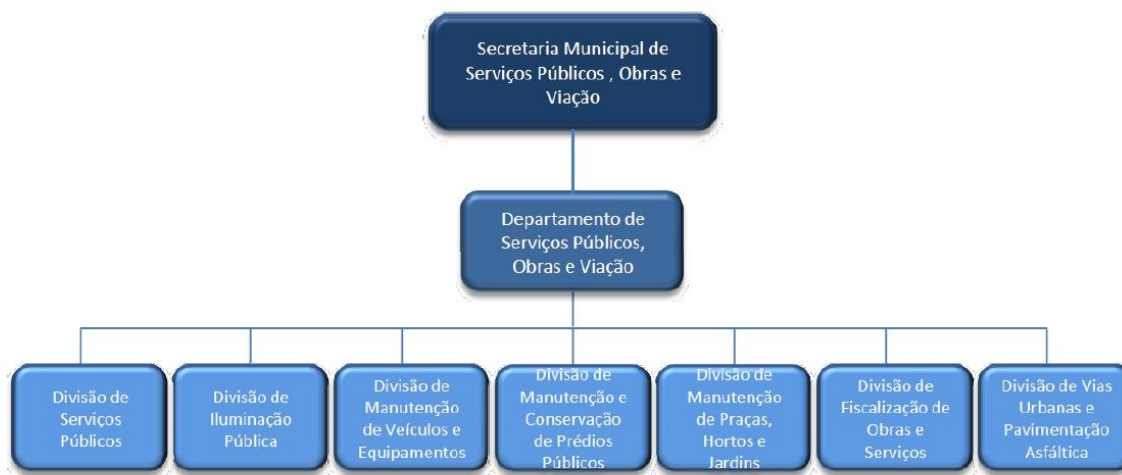 Secretaria Municipal de
Serviços Públicos , Obras e
Viação
Departamento de
Serviços Públicos,
Obras e Viação
Divisão de
Serviços
Públicos
Divisão de
Iluminação
Pública
Divisão de
Manutenção
de Veículos e
Equipamentos
Divisão de
Manutenção e
Conservação
de Prédios
Públicos
Divisão de
Manutenção
de Praças,
Hortos e
Jardins
Divisão de
Fiscalização de
Obras e
Serviços
Divisão de Vias
Urbanas e
Pavimentação
Asfáltica